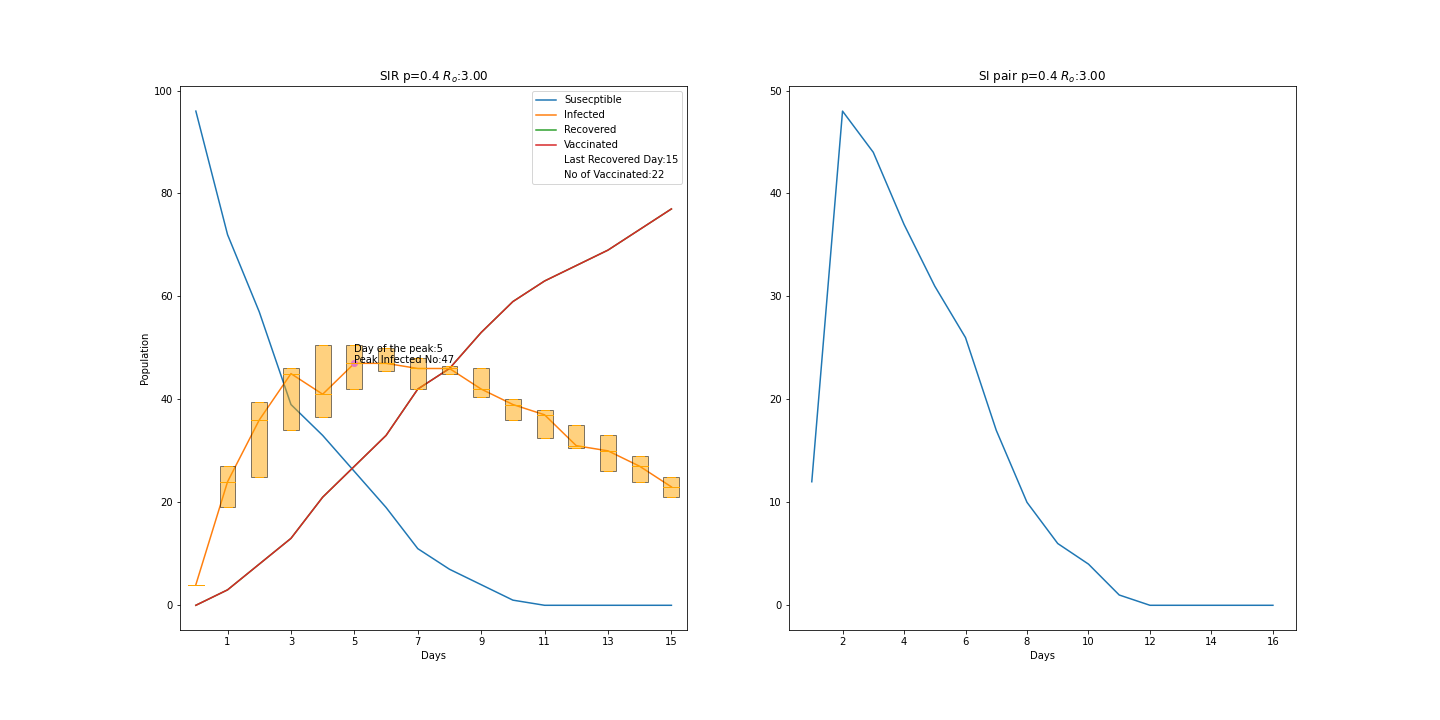 SIR p=0.4 Rₒ:3.00
100
80
60
40
20
0
Population
Susecptible
Infected
Recovered
Vaccinated
Last Recovered Day:15
No of Vaccinated:22
Day of the peak:5
Peak Infected No:47
1 3 5 7 9 11 13 15
Days
SI pair p=0.4 Rₒ:3.00
50
40
30
20
10
0
2 4 6 8 10 12 14 16
Days